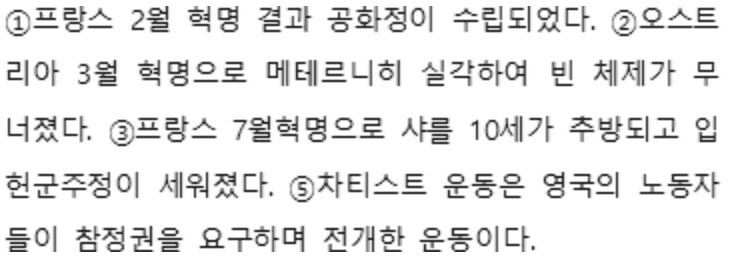 ①프랑스 2월 혁명 결과 공화정이 수립되었다. ②오스트
리아 3월 혁명으로 메테르니히 실각하여 빈 체제가 무
너졌다. ③프랑스 7월혁명으로 샤를 10세가 추방되고 입
헌군주정이 세워졌다. ⑤차티스트 운동은 영국의 노동자
들이 참정권을 요구하며 전개한 운동이다.